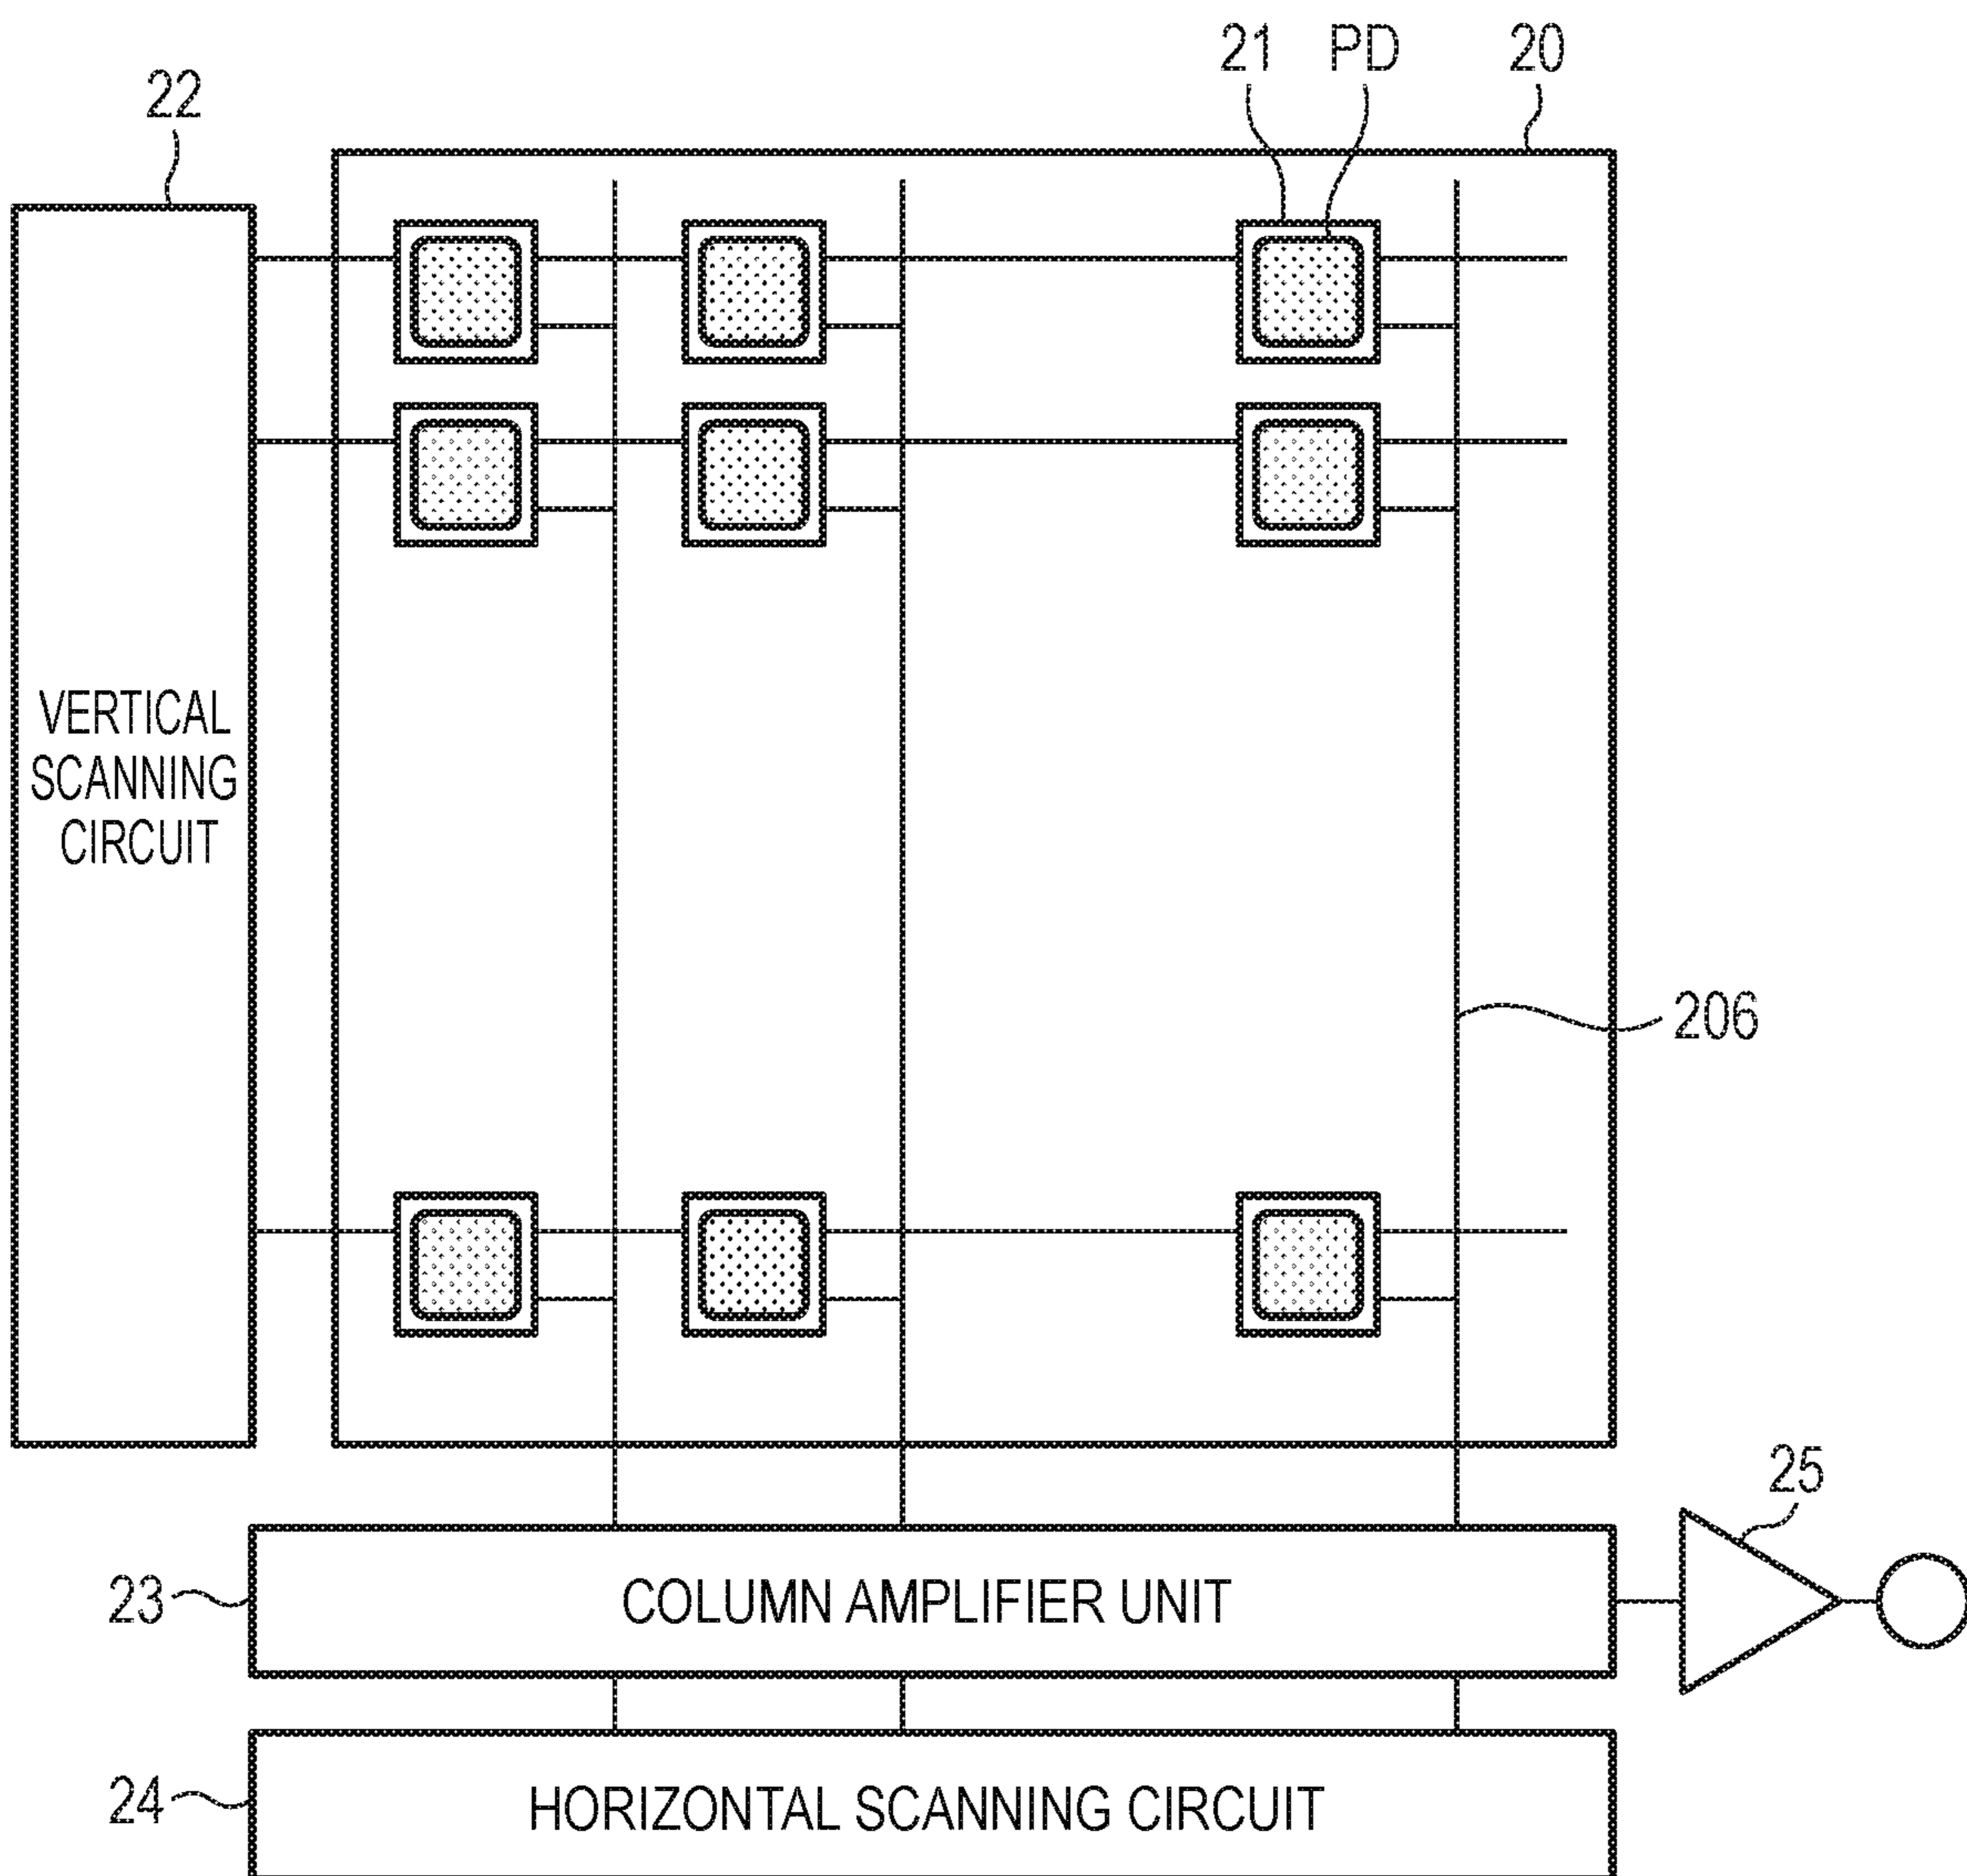 21 PD 20
22
VERTICAL
SCANNING
CIRCUIT
206
25
23
COLUMN AMPLIFIER UNIT
24
HORIZONTAL SCANNING CIRCUIT